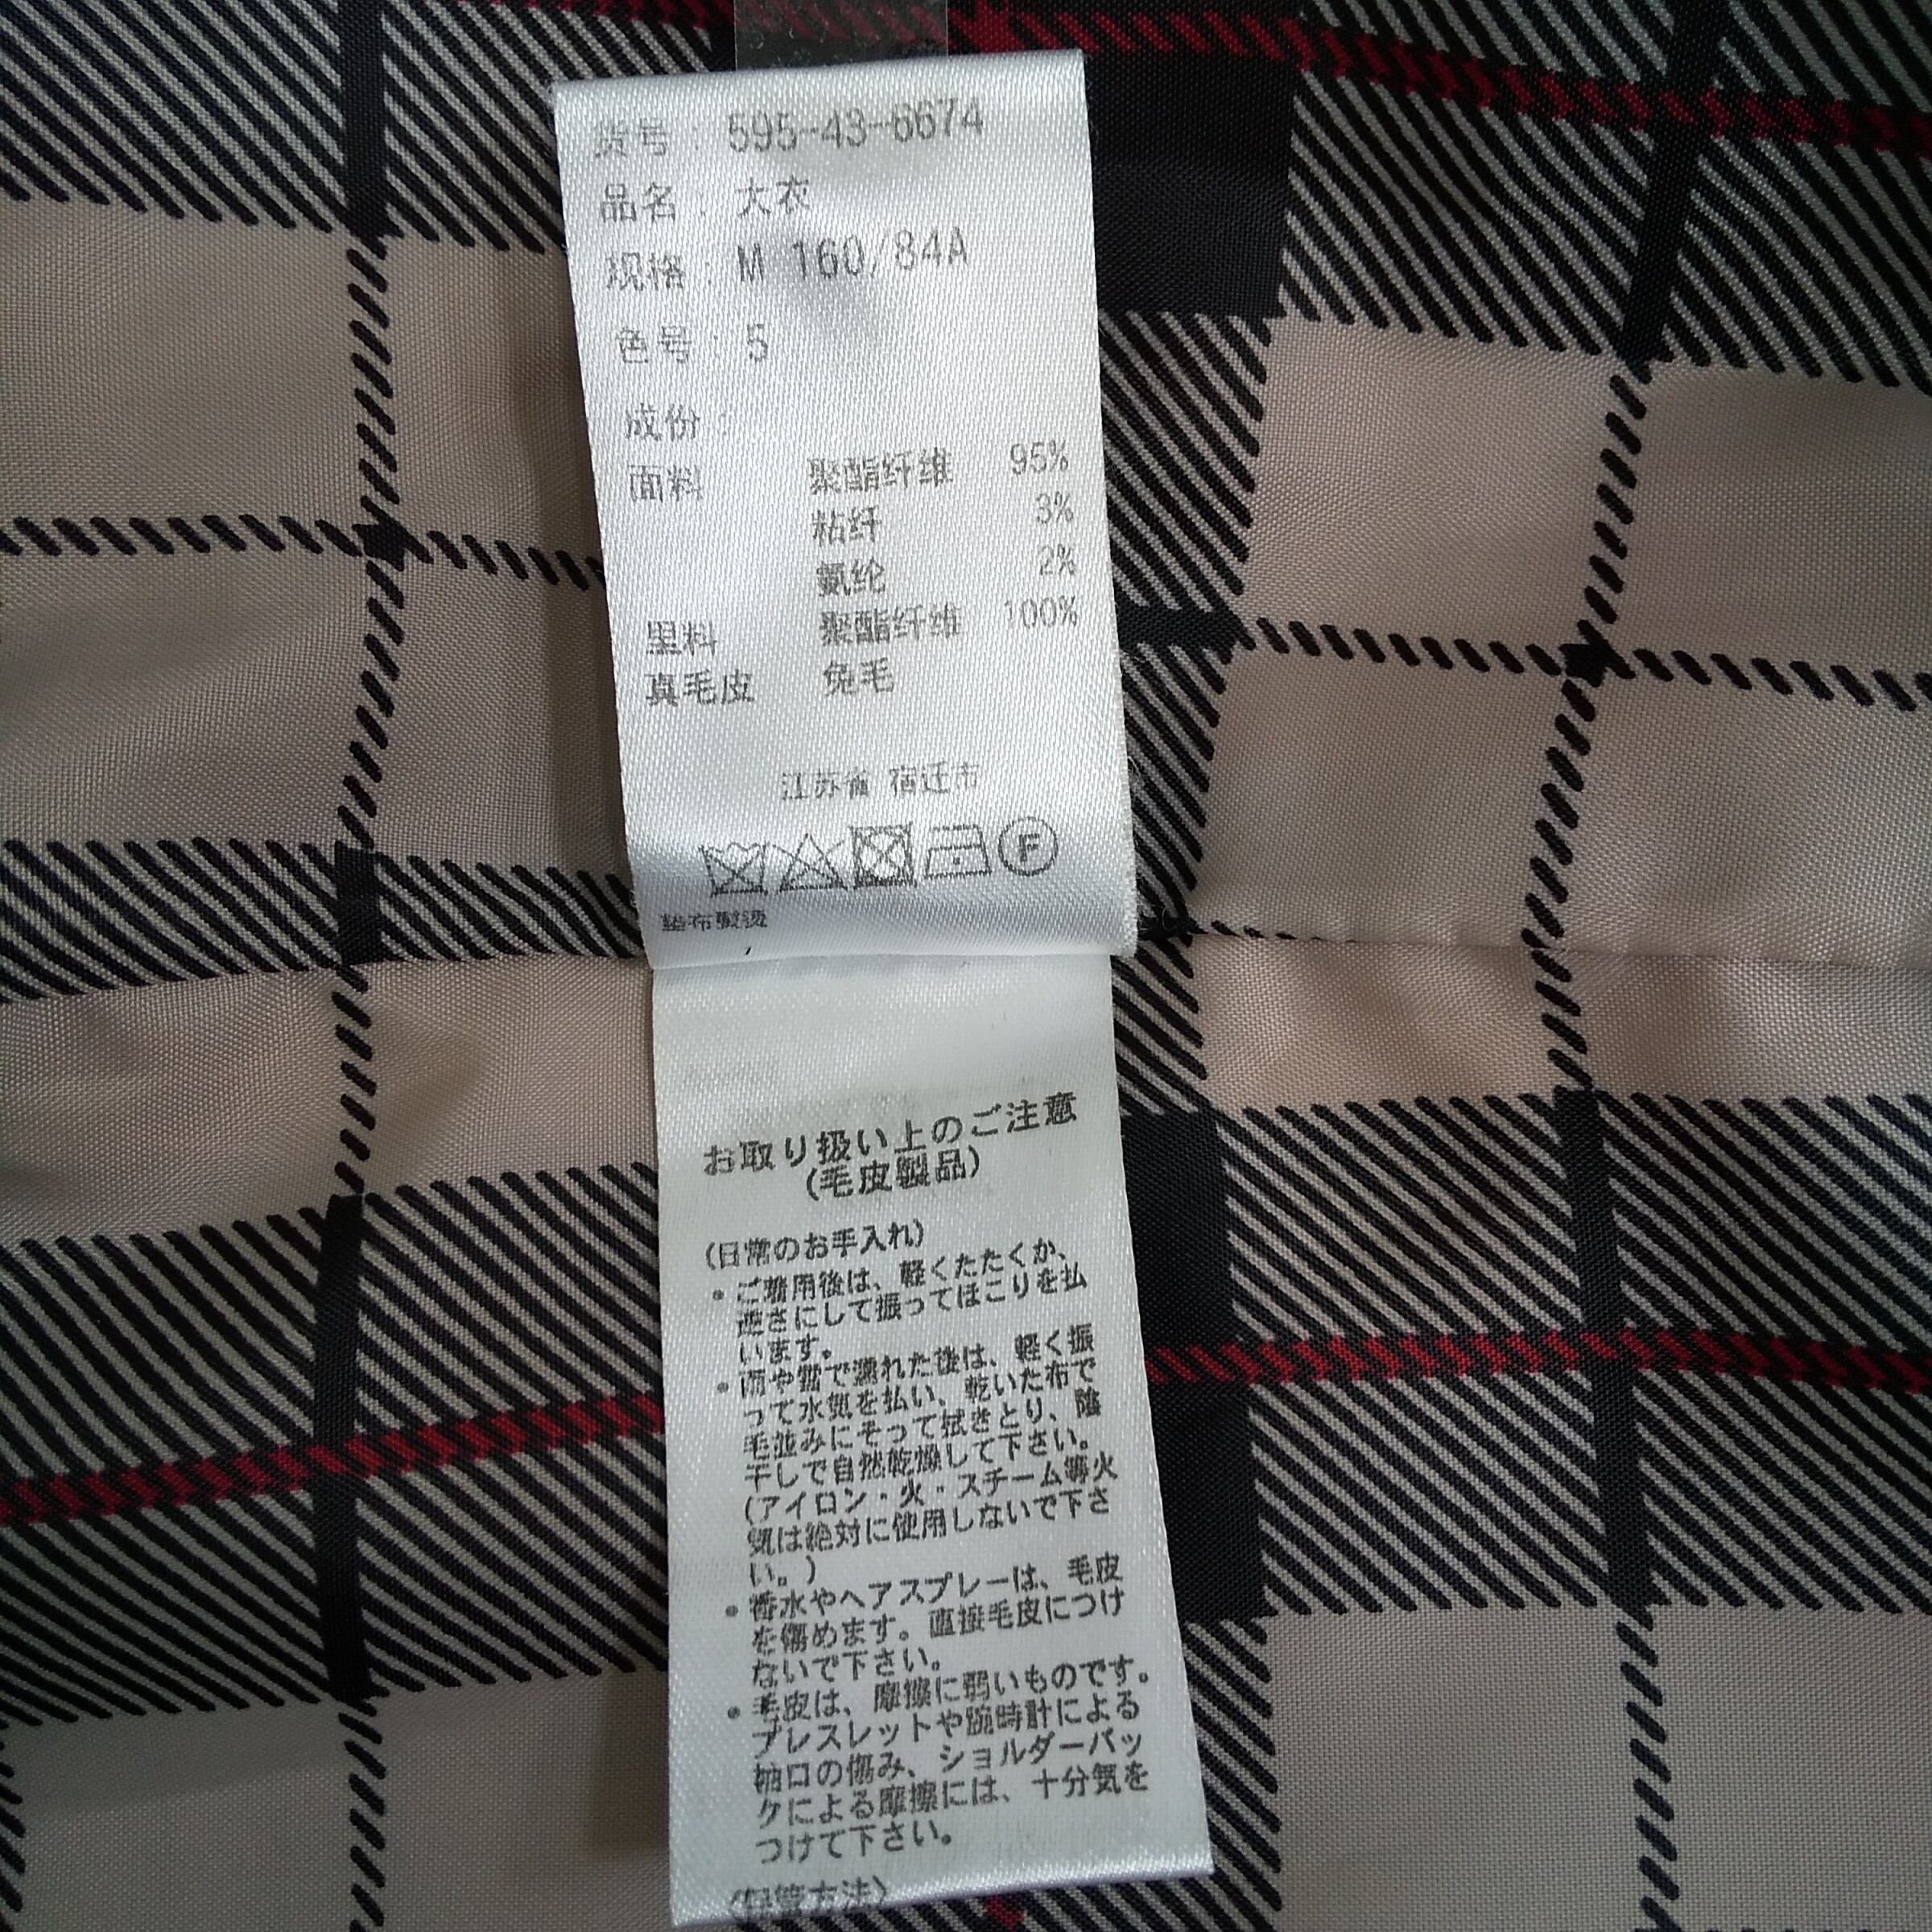 货号：595-43-6674
品名：大衣
规格：M 160/84A
色号：5
成份：
面料 聚酯纤维 95%
粘纤 3%
氨纶 2%
里料 聚酯纤维 100%
真毛皮 兔毛
江苏省 宿迁市
F
垫布熨烫
お取り扱い上のご注意
(毛皮製品)
(日常のお手入れ)
・ご着用後は、軽くたたくか、
逆さにして振ってほこりを払
います。
・雨や雪で濡れた後は、軽く振
って水気を払い、乾いた布で
毛並みにそって拭きとり、陰
干しで自然乾燥して下さい。
(アイロン・火・スチーム等火
気は絶対に使用しないで下さ
い。)
・香水やヘアスプレーは、毛皮
を傷めます。直接毛皮につけ
ないで下さい。
・毛皮は、摩擦に弱いものです。
ブレスレットや腕時計による
袖口の傷み、ショルダーバッ
グによる摩擦には、十分気を
つけて下さい。
(保管方法)